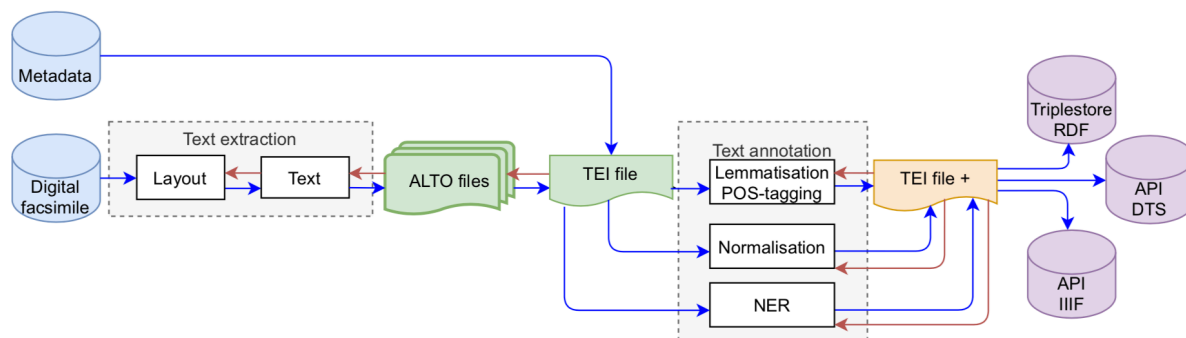 Metadata
Digital
facsimile
Text extraction
Layout
Text
ALTO files
TEI file
Text annotation
Lemmatisation
POS-tagging
Normalisation
NER
TEI file +
Triplestore
RDF
API
DTS
API
IIIF